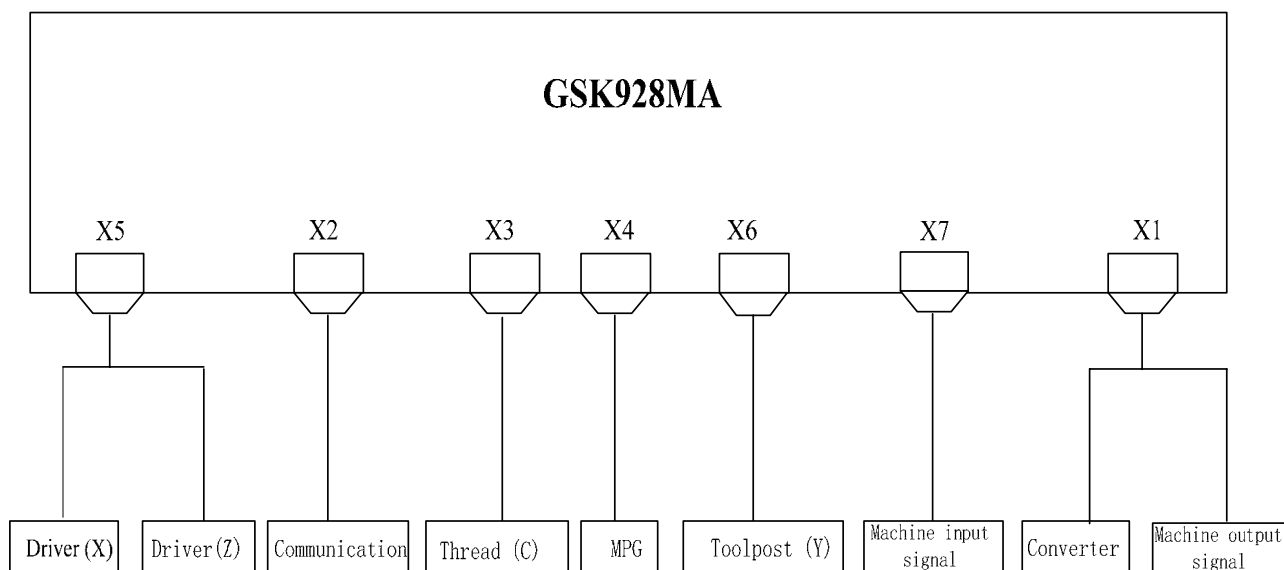 GSK928MA
X5 X2 X3 X4 X6 X7 X1
Driver(X) Driver(Z) Communication Thread (C) MPG Toolpost (Y) Machine input signal Converter Machine output signal